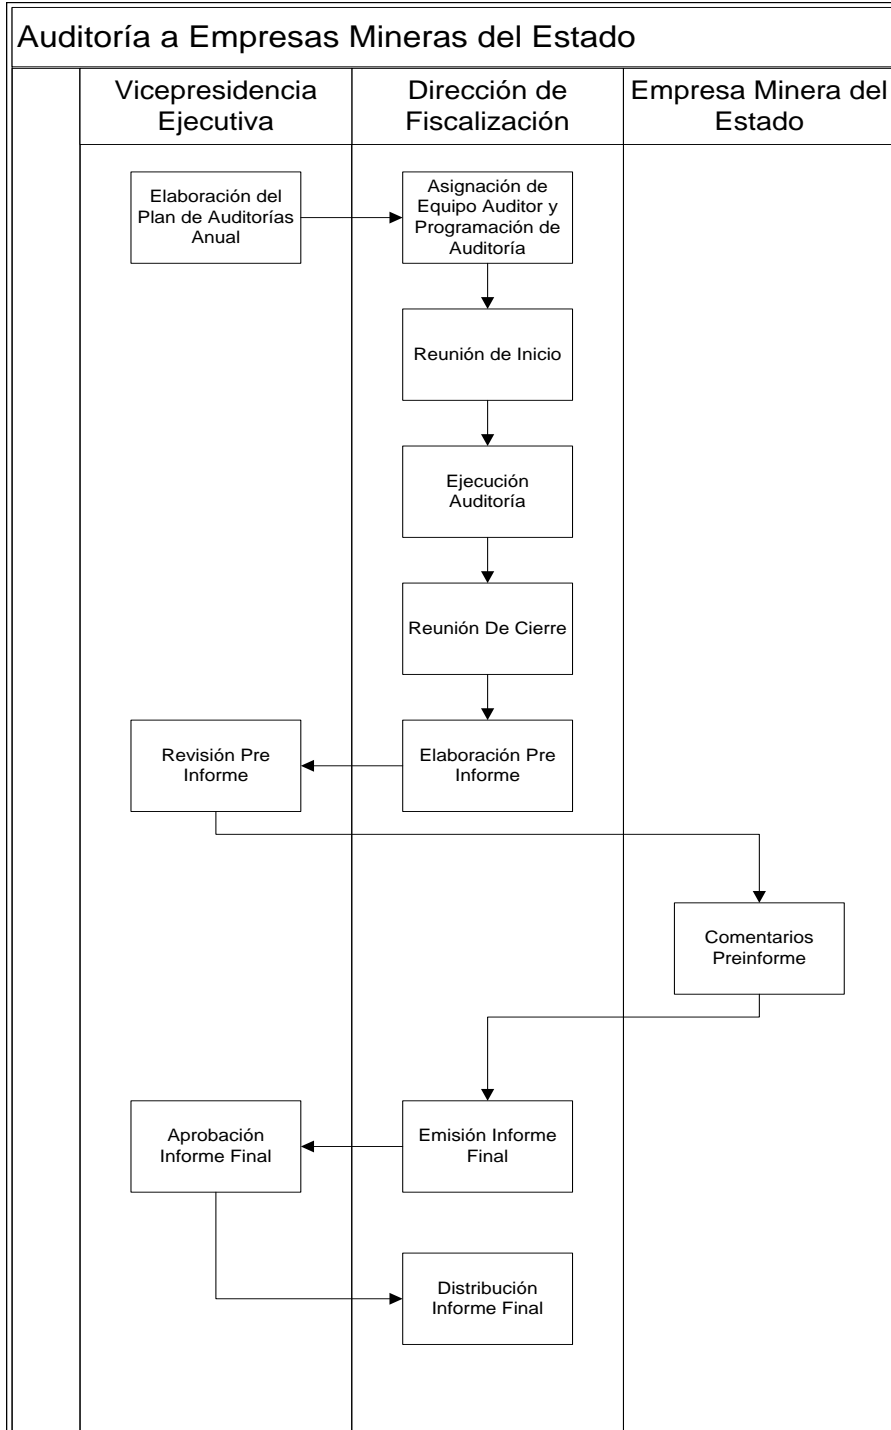 Auditoría a Empresas Mineras del Estado
Vicepresidencia
Ejecutiva
Dirección de
Fiscalización
Empresa Minera del
Estado
Elaboración del
Plan de Auditorías
Anual
Asignación de
Equipo Auditor y
Programación de
Auditoría
Reunión de Inicio
Ejecución
Auditoría
Reunión De Cierre
Revisión Pre
Informe
Elaboración Pre
Informe
Comentarios
Preinforme
Aprobación
Informe Final
Emisión Informe
Final
Distribución
Informe Final